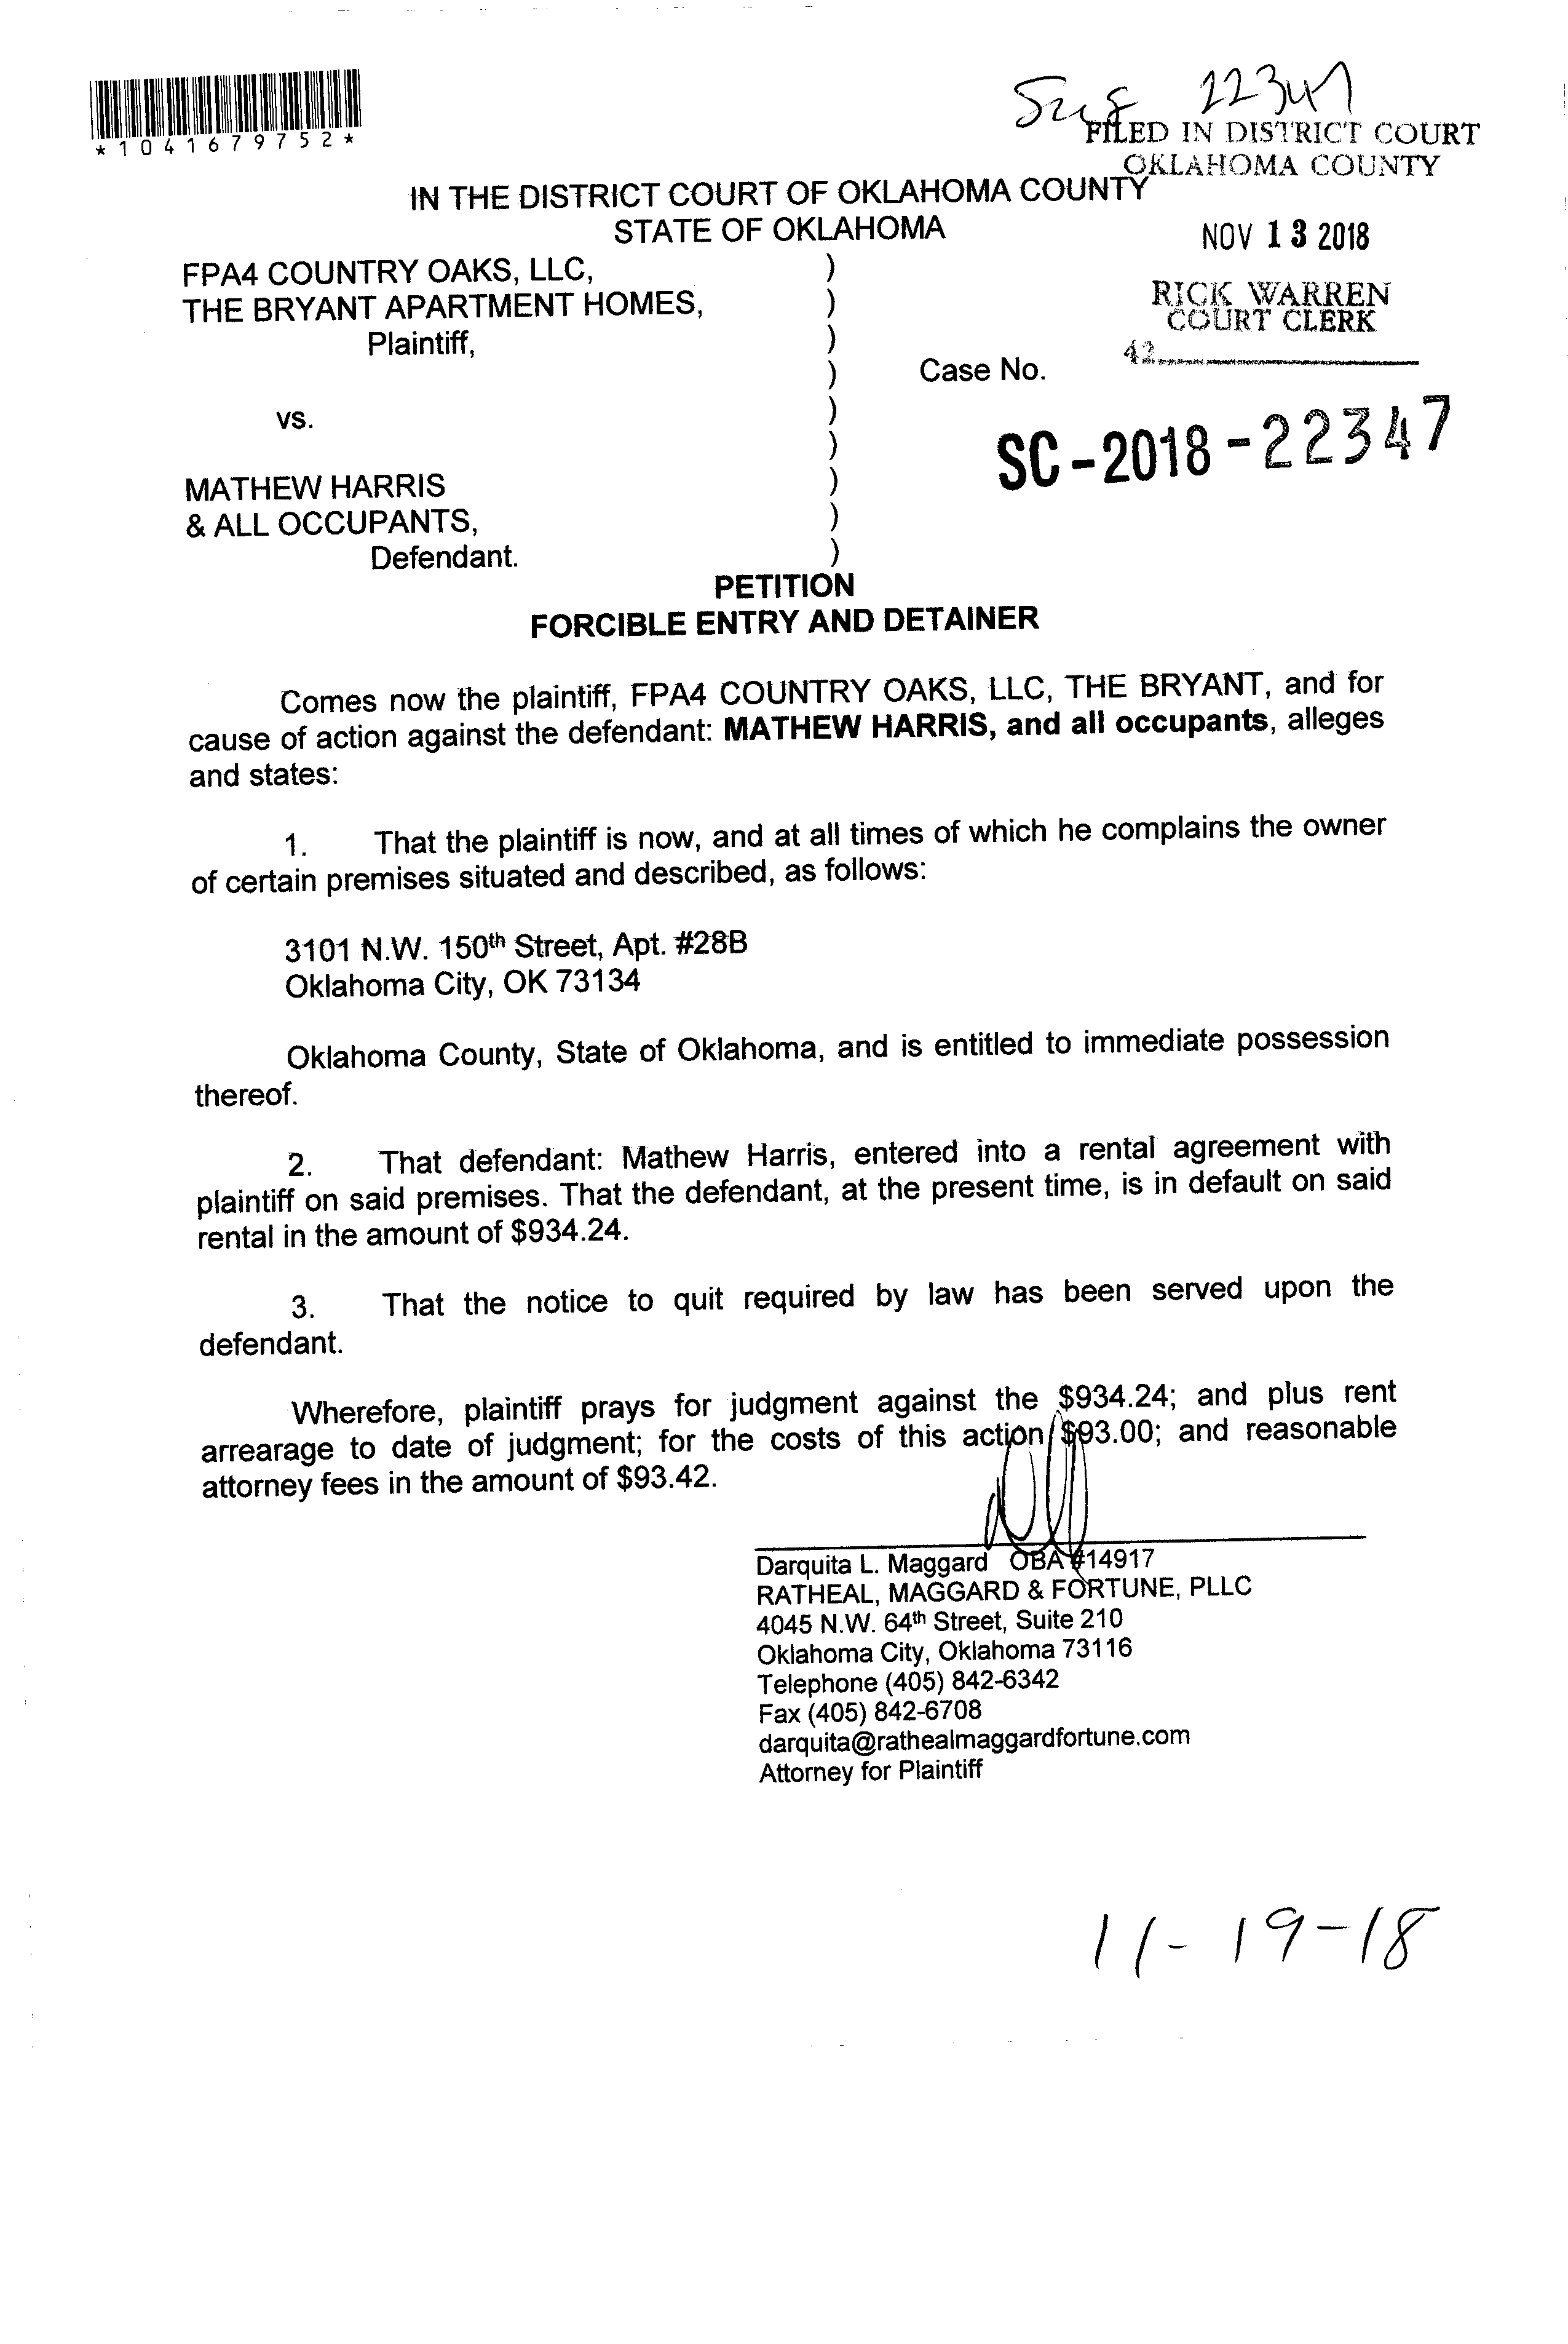 *1041679752*
22347
FILED IN DISTRICT COURT
OKLAHOMA COUNTY
IN THE DISTRICT COURT OF OKLAHOMA COUNTY
STATE OF OKLAHOMA
NOV 13 2018
FPA4 COUNTRY OAKS, LLC, )
THE BRYANT APARTMENT HOMES, )
RICK WARREN
COURT CLERK
Plaintiff, )
42
) Case No.
vs. )
) SC-2018-22347
MATHEW HARRIS )
& ALL OCCUPANTS, )
Defendant. )
PETITION
FORCIBLE ENTRY AND DETAINER
Comes now the plaintiff, FPA4 COUNTRY OAKS, LLC, THE BRYANT, and for
cause of action against the defendant: MATHEW HARRIS, and all occupants, alleges
and states:
1. That the plaintiff is now, and at all times of which he complains the owner
of certain premises situated and described, as follows:
3101 N.W. 150th Street, Apt. #28B
Oklahoma City, OK 73134
Oklahoma County, State of Oklahoma, and is entitled to immediate possession
thereof.
2. That defendant: Mathew Harris, entered into a rental agreement with
plaintiff on said premises. That the defendant, at the present time, is in default on said
rental in the amount of $934.24.
3. That the notice to quit required by law has been served upon the
defendant.
Wherefore, plaintiff prays for judgment against the $934.24; and plus rent
arrearage to date of judgment; for the costs of this action $93.00; and reasonable
attorney fees in the amount of $93.42.
Darquita L. Maggard OBA #14917
RATHEAL, MAGGARD & FORTUNE, PLLC
4045 N.W. 64th Street, Suite 210
Oklahoma City, Oklahoma 73116
Telephone (405) 842-6342
Fax (405) 842-6708
darquita@rathealmaggardfortune.com
Attorney for Plaintiff
11-19-18